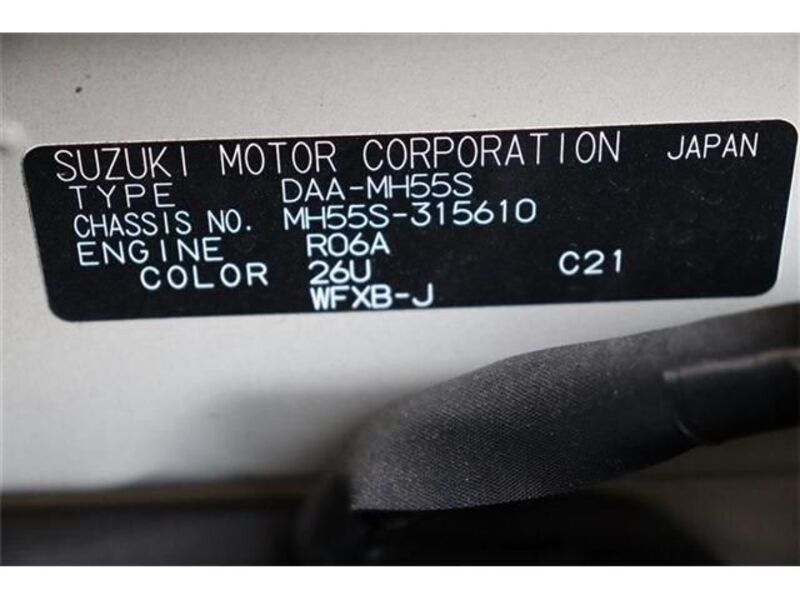 SUZUKI MOTOR CORPORATION JAPAN
TYPE DAA-MH55S
CHASSIS NO. MH55S-315610
ENGINE R06A
COLOR 26U C21
WFXB-J